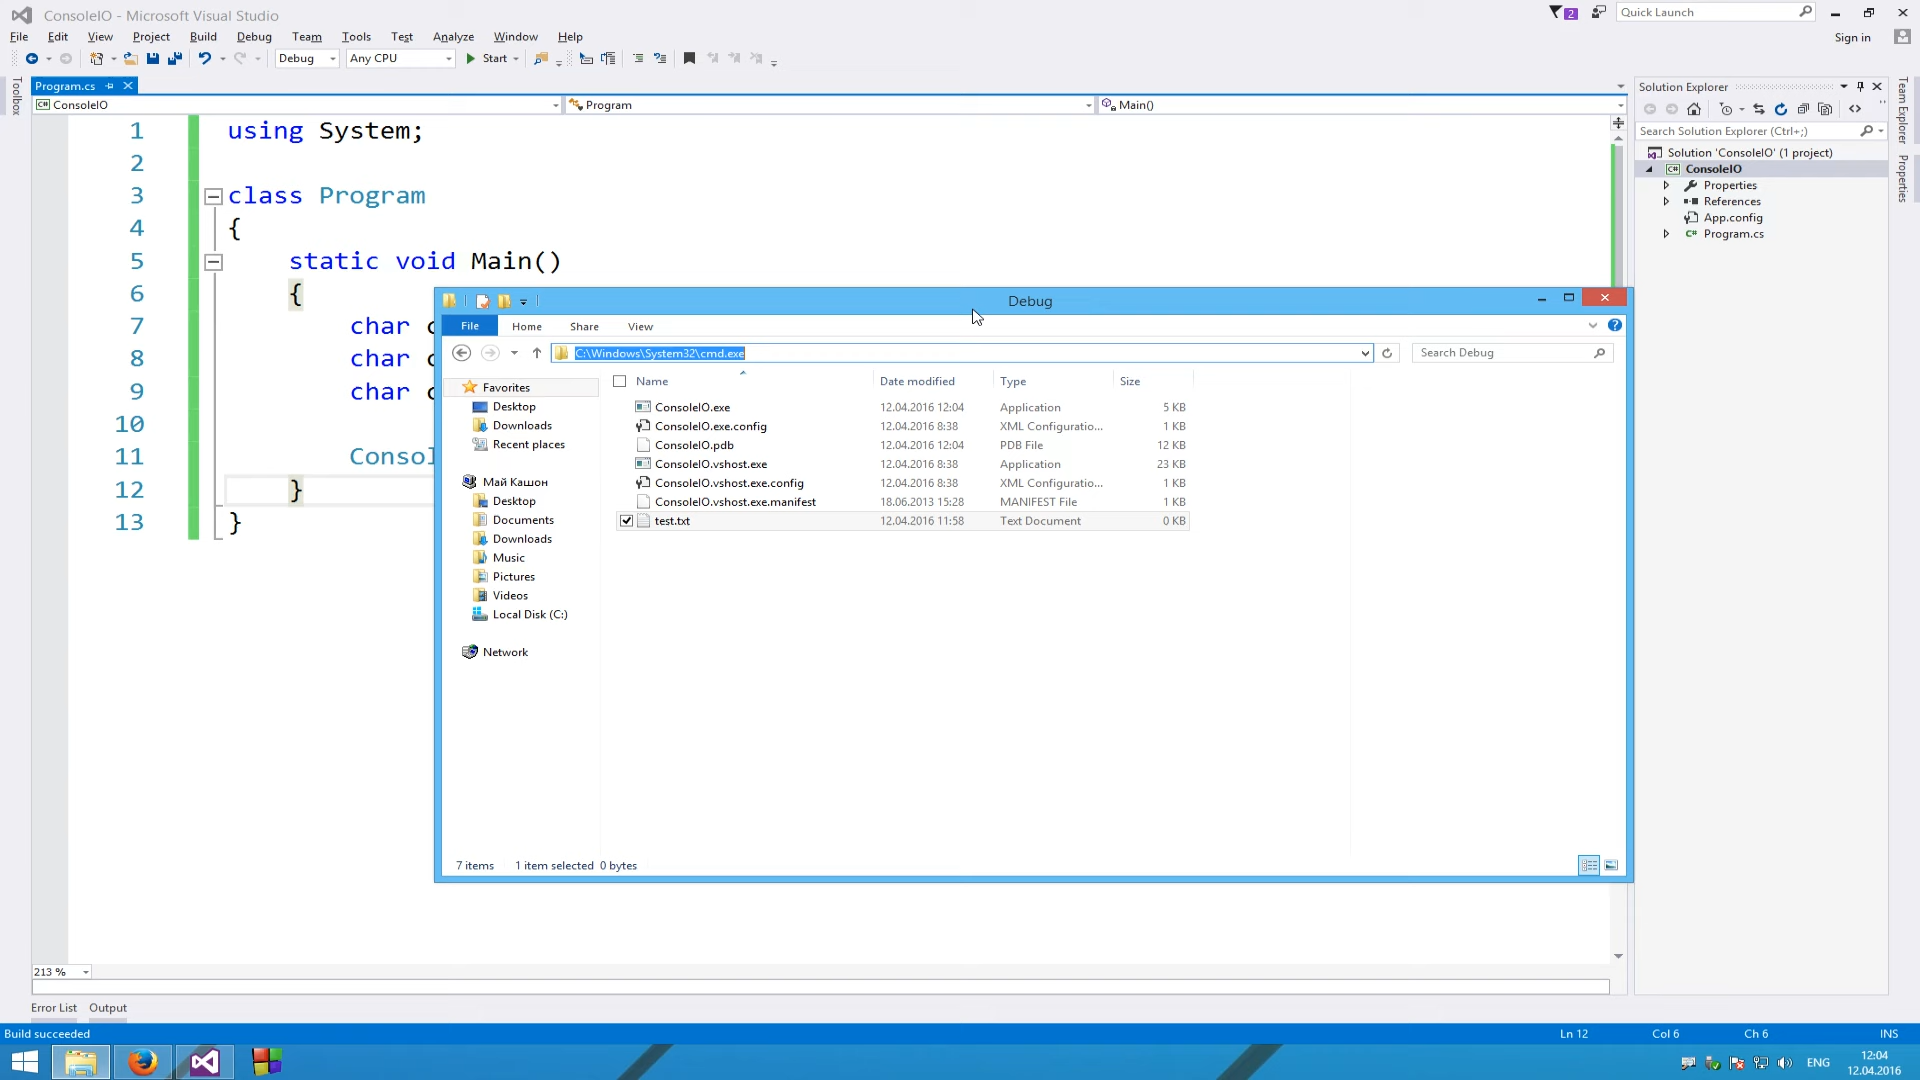 ConsoleIO - Microsoft Visual Studio
2
Quick Launch
File Edit View Project Build Debug Team Tools Test Analyze Window Help
Sign in
Debug Any CPU Start
Program.cs
Toolbox
ConsoleIO Program Main()
1 using System;
2
3 class Program
4 {
5 static void Main()
6 {
7 char c
8 char c
9 char c
10
11 Consol
12 }
13 }
Debug
File Home Share View
C:\Windows\System32\cmd.exe
Search Debug
Favorites
Desktop
Downloads
Recent places
Май Кашон
Desktop
Documents
Downloads
Music
Pictures
Videos
Local Disk (C:)
Network
Name Date modified Type Size
ConsoleIO.exe 12.04.2016 12:04 Application 5 KB
ConsoleIO.exe.config 12.04.2016 8:38 XML Configuratio... 1 KB
ConsoleIO.pdb 12.04.2016 12:04 PDB File 12 KB
ConsoleIO.vshost.exe 12.04.2016 8:38 Application 23 KB
ConsoleIO.vshost.exe.config 12.04.2016 8:38 XML Configuratio... 1 KB
ConsoleIO.vshost.exe.manifest 18.06.2013 15:28 MANIFEST File 1 KB
test.txt 12.04.2016 11:58 Text Document 0 KB
7 items 1 item selected 0 bytes
Solution Explorer
Search Solution Explorer (Ctrl+;)
Solution 'ConsoleIO' (1 project)
ConsoleIO
Properties
References
App.config
Program.cs
Team Explorer
Properties
213 %
Error List Output
Build succeeded
Ln 12 Col 6 Ch 6 INS
ENG
12:04
12.04.2016